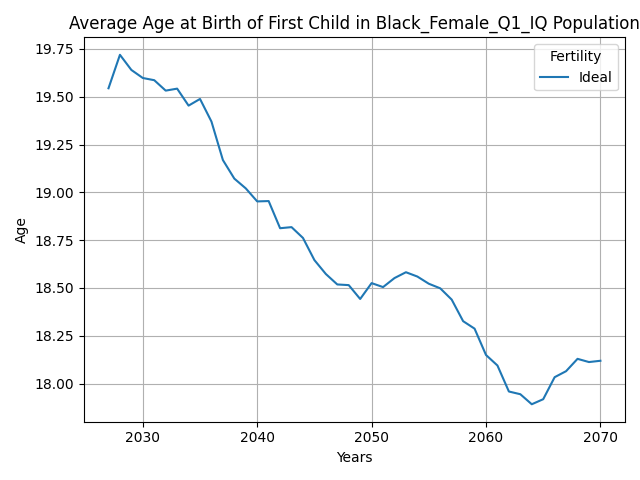 Average Age at Birth of First Child in Black_Female_Q1_IQ Population
Fertility
Ideal
Age
19.75
19.50
19.25
19.00
18.75
18.50
18.25
18.00
2030 2040 2050 2060 2070
Years